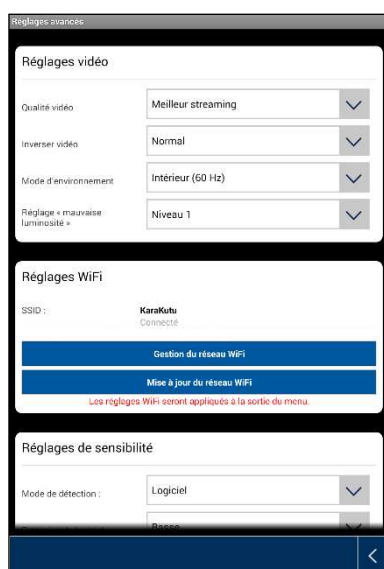 Réglages avancés
Réglages vidéo
Qualité vidéo
Meilleur streaming
Inverser vidéo
Normal
Mode d'environnement
Intérieur (60 Hz)
Réglage « mauvaise
luminosité »
Niveau 1
Réglages WiFi
SSID :
KaraKutu
Connecté
Gestion du réseau WiFi
Mise à jour du réseau WiFi
Les réglages WiFi seront appliqués à la sortie du menu.
Réglages de sensibilité
Mode de détection :
Logiciel
Basse